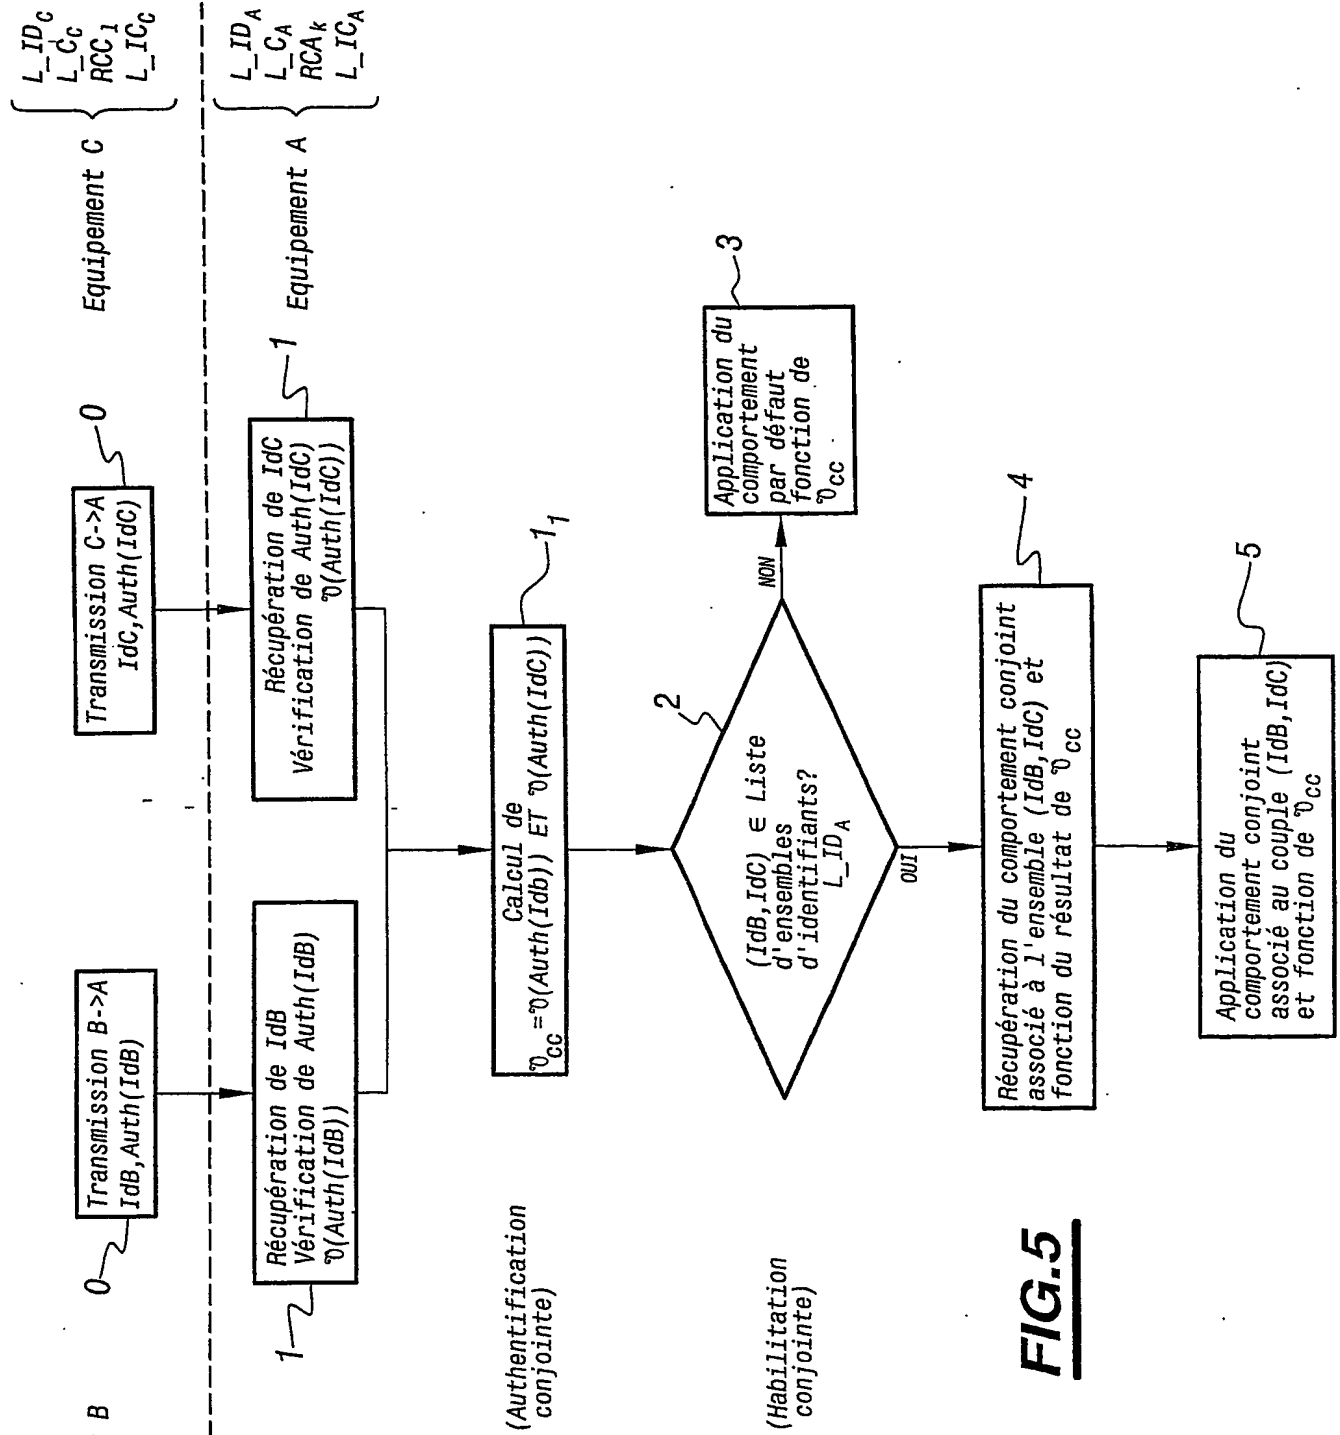 B
Equipement C
L_ID_C
L_C_C
RCC_1
L_IC_C
0
Transmission B->A
IdB,Auth(IdB)
Transmission C->A
IdC,Auth(IdC)
0
Equipement A
L_ID_A
L_C_A
RCA_k
L_IC_A
1
Récupération de IdB
Vérification de Auth(IdB)
𝒱(Auth(IdB))
Récupération de IdC
Vérification de Auth(IdC)
𝒱(Auth(IdC))
1
(Authentification
conjointe)
Calcul de
𝒱_CC=𝒱(Auth(Idb)) ET 𝒱(Auth(IdC))
1_1
(Habilitation
conjointe)
2
(IdB,IdC) ∈ Liste
d'ensembles
d'identifiants?
L_ID_A
NON
OUI
Application du
comportement
par défaut
fonction de
𝒱_CC
3
Récupération du comportement conjoint
associé à l'ensemble (IdB,IdC) et
fonction du résultat de 𝒱_CC
4
Application du
comportement conjoint
associé au couple (IdB,IdC)
et fonction de 𝒱_CC
5
FIG.5